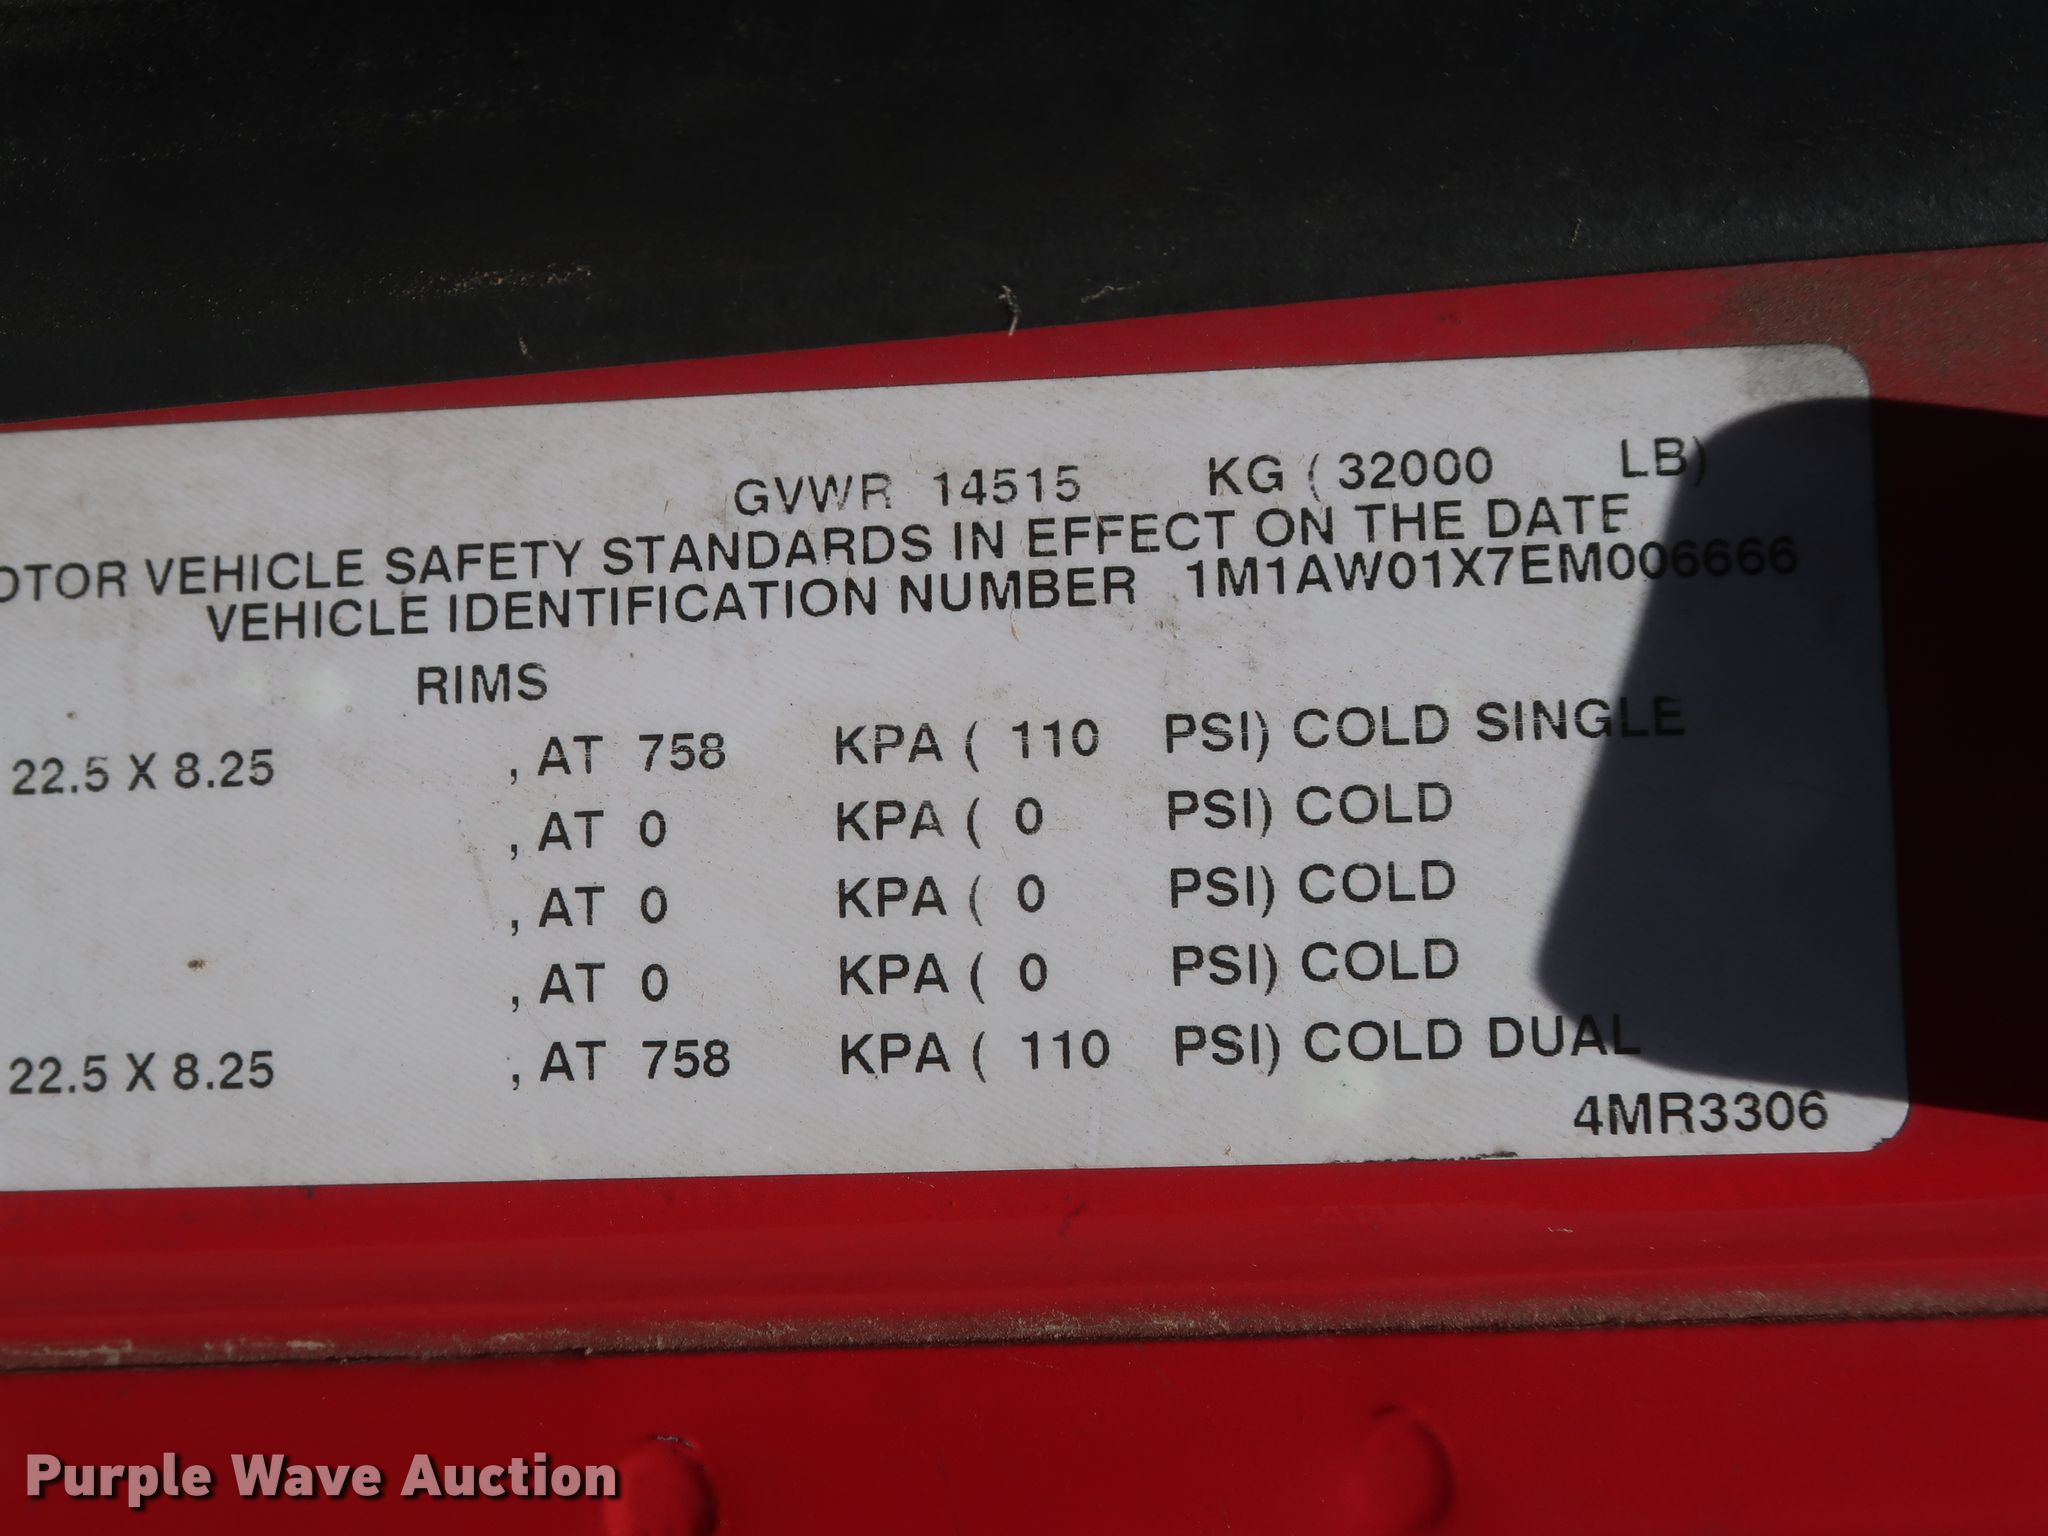 GVWR 14515 KG (32000 LB)
OTOR VEHICLE SAFETY STANDARDS IN EFFECT ON THE DATE
VEHICLE IDENTIFICATION NUMBER 1M1AW01X7EM006666
RIMS
22.5 X 8.25 , AT 758 KPA ( 110 PSI) COLD SINGLE
, AT 0 KPA ( 0 PSI) COLD
, AT 0 KPA ( 0 PSI) COLD
, AT 0 KPA ( 0 PSI) COLD
22.5 X 8.25 , AT 758 KPA ( 110 PSI) COLD DUAL
4MR3306
Purple Wave Auction